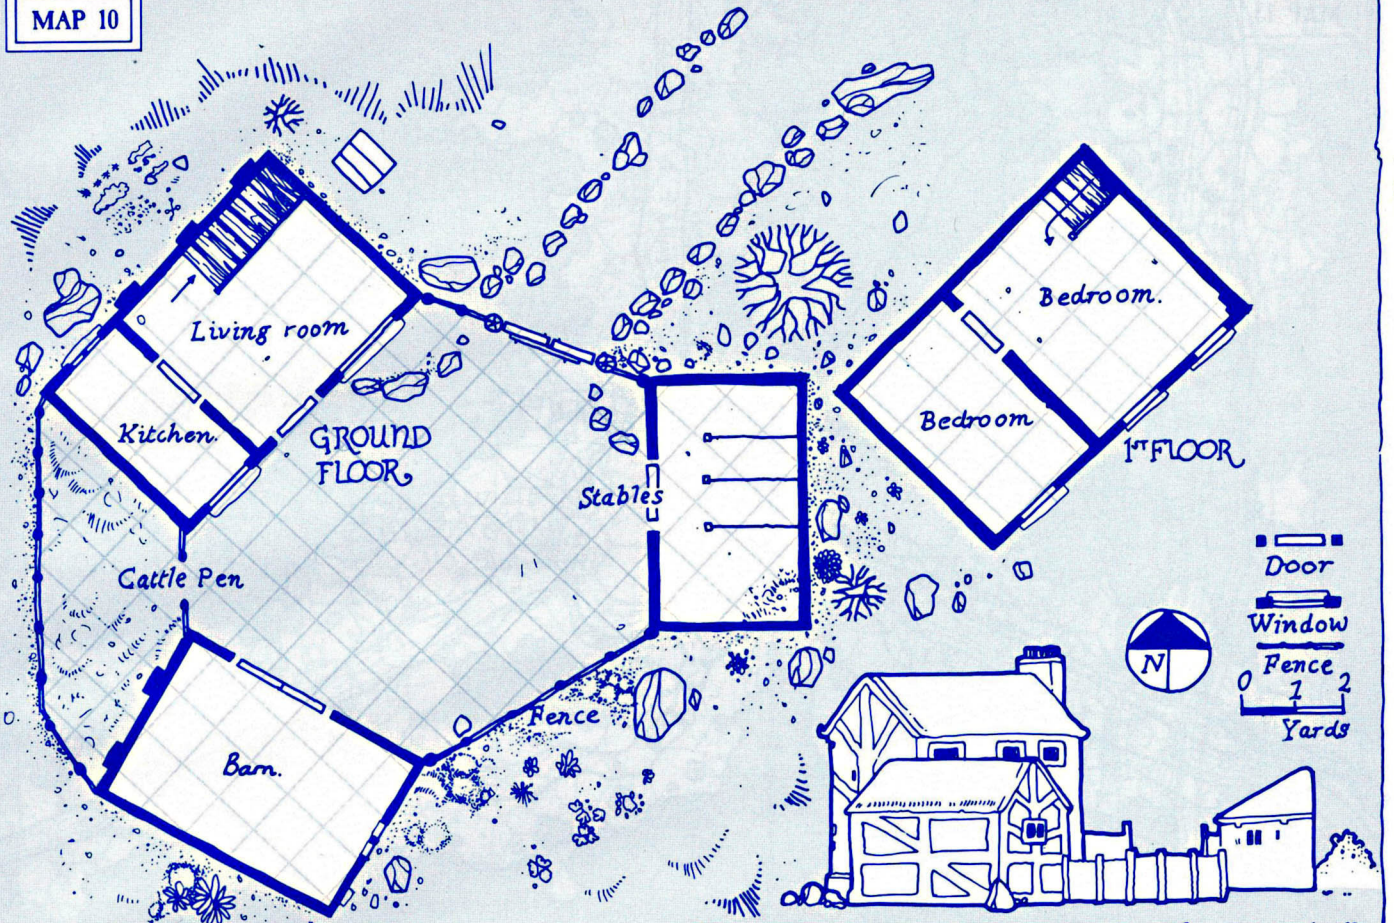 MAP 10
Living room
Kitchen.
GROUND
FLOOR
Stables
Cattle Pen
Barn.
Fence
Bedroom.
Bedroom
1ST FLOOR
Door
Window
Fence
0 1 2
Yards
N